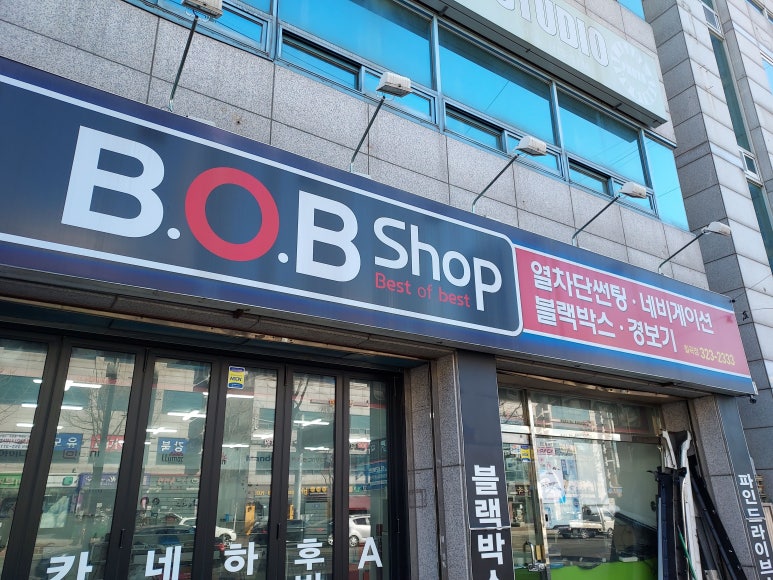 STUDIO
B.O.B Shop
Best of best
열차단썬팅·네비게이션
블랙박스·경보기
323-2333
블랙박스
파인드라이브
카 네 하 후 A